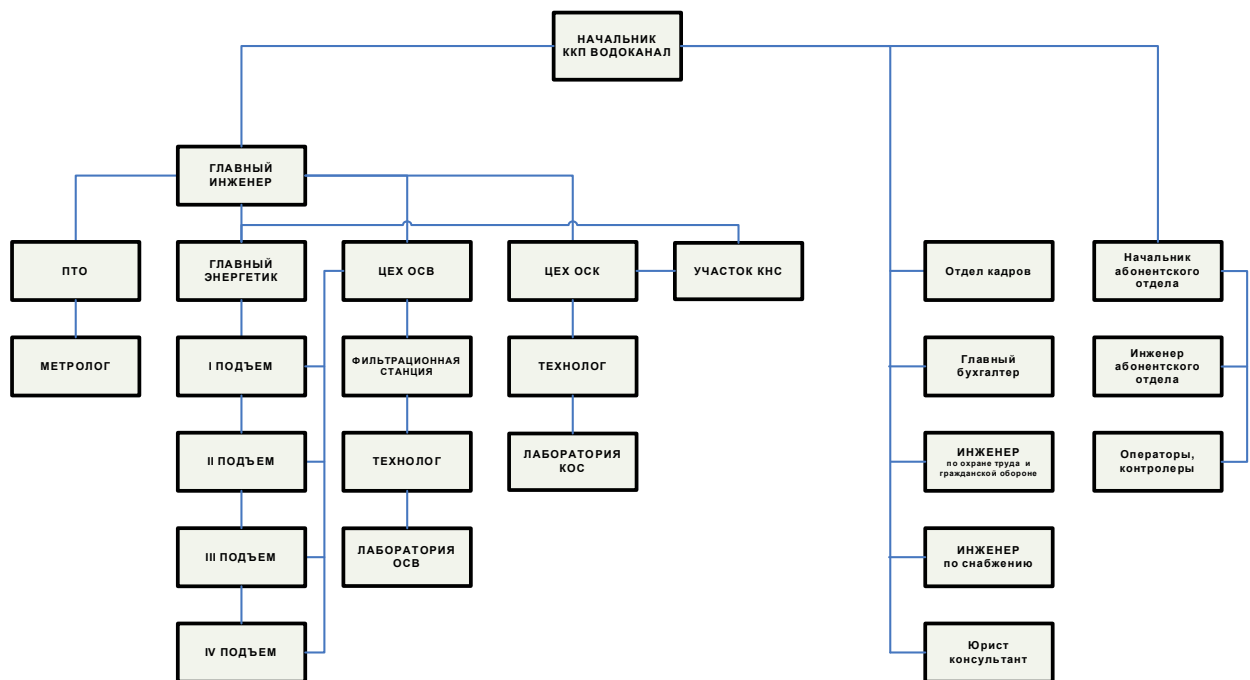 НАЧАЛЬНИК
ККП ВОДОКАНАЛ
ГЛАВНЫЙ
ИНЖЕНЕР
ПТО
ГЛАВНЫЙ
ЭНЕРГЕТИК
ЦЕХ ОСВ
ЦЕХ ОСК
УЧАСТОК КНС
Отдел кадров
Начальник
абонентского
отдела
МЕТРОЛОГ
I ПОДЪЕМ
ФИЛЬТРАЦИОННАЯ
СТАНЦИЯ
ТЕХНОЛОГ
Главный
бухгалтер
Инженер
абонентского
отдела
II ПОДЪЕМ
ТЕХНОЛОГ
ЛАБОРАТОРИЯ
КОС
ИНЖЕНЕР
по охране труда и
гражданской обороне
Операторы,
контролеры
III ПОДЪЕМ
ЛАБОРАТОРИЯ
ОСВ
ИНЖЕНЕР
по снабжению
IV ПОДЪЕМ
Юрист
консультант